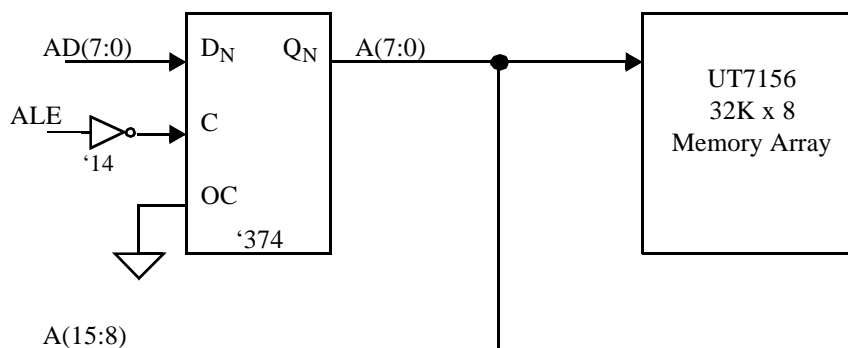 AD(7:0)
D_N
Q_N
A(7:0)
UT7156
32K x 8
Memory Array
ALE
C
‘14
OC
‘374
A(15:8)